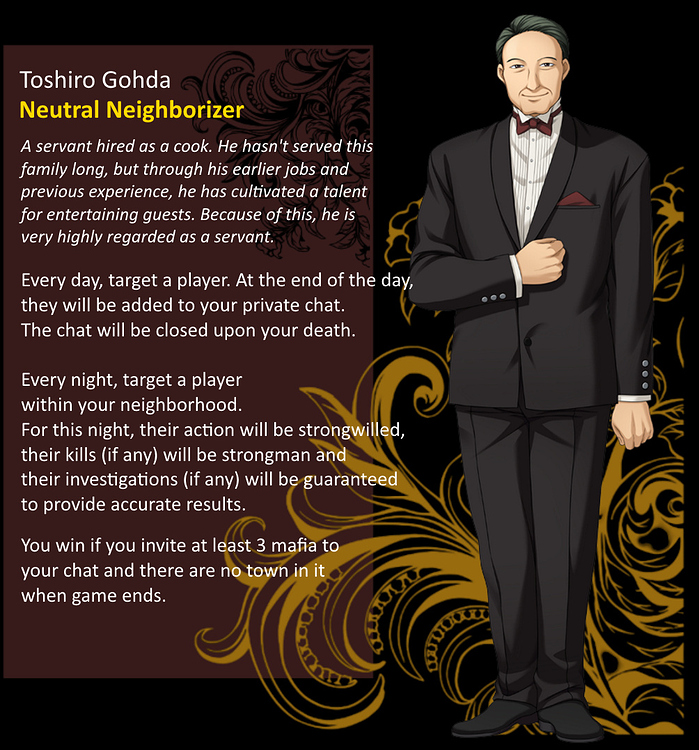 Toshiro Gohda
Neutral Neighborizer
A servant hired as a cook. He hasn't served this
family long, but through his earlier jobs and
previous experience, he has cultivated a talent
for entertaining guests. Because of this, he is
very highly regarded as a servant.
Every day, target a player. At the end of the day,
they will be added to your private chat.
The chat will be closed upon your death.
Every night, target a player
within your neighborhood.
For this night, their action will be strongwilled,
their kills (if any) will be strongman and
their investigations (if any) will be guaranteed
to provide accurate results.
You win if you invite at least 3 mafia to
your chat and there are no town in it
when game ends.